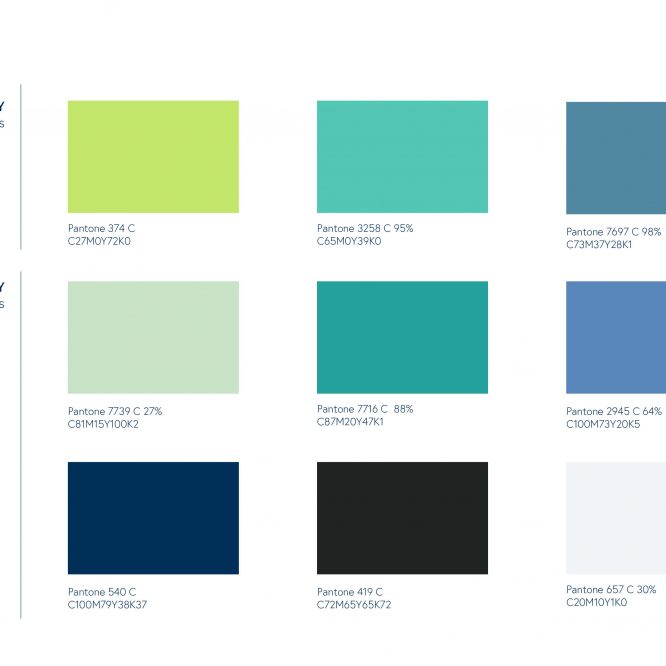 Y
s
Pantone 374 C
C27M0Y72K0
Pantone 3258 C 95%
C65M0Y39K0
Pantone 7697 C 98%
C73M37Y28K1
Y
s
Pantone 7739 C 27%
C81M15Y100K2
Pantone 7716 C 88%
C87M20Y47K1
Pantone 2945 C 64%
C100M73Y20K5
Pantone 540 C
C100M79Y38K37
Pantone 419 C
C72M65Y65K72
Pantone 657 C 30%
C20M10Y1K0